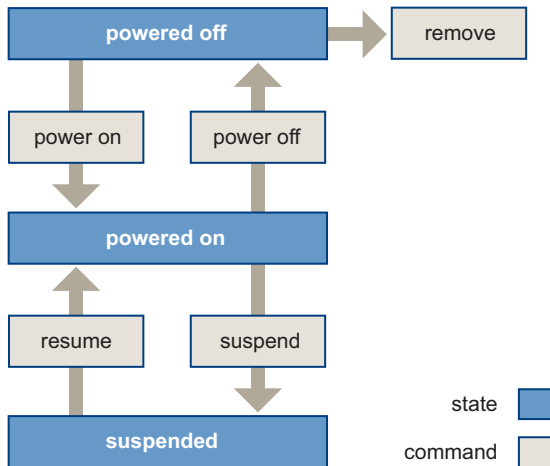 powered off
remove
power on
power off
powered on
resume
suspend
suspended
state
command